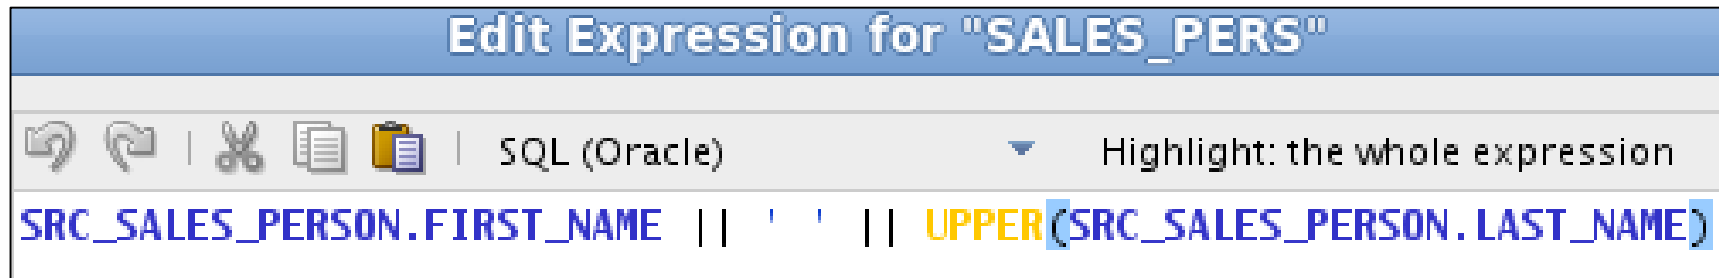 Edit Expression for "SALES_PERS"
SQL (Oracle) Highlight: the whole expression
SRC_SALES_PERSON.FIRST_NAME || ' ' || UPPER(SRC_SALES_PERSON.LAST_NAME)